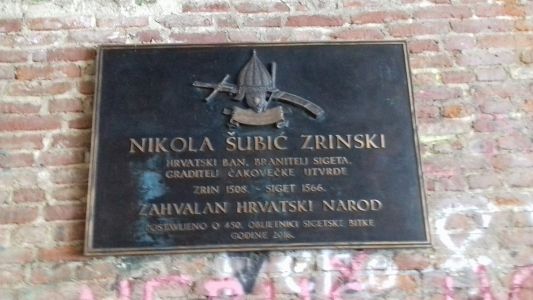 NIKOLA ŠUBIĆ ZRINSKI
HRVATSKI BAN, BRANITELJ SIGETA,
GRADITELJ ČAKOVEČKE UTVRDE
ZRIN 1508. - SIGET 1566.
ZAHVALAN HRVATSKI NAROD
POSTAVLJENO O 450. OBLJETNICI SIGETSKE BITKE
GODINE 2016.